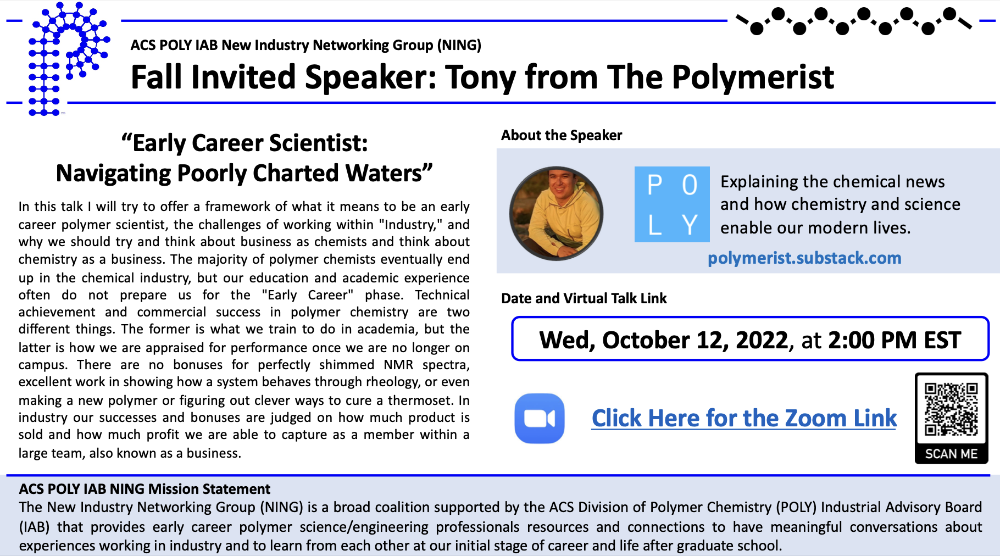 ACS POLY IAB New Industry Networking Group (NING)
Fall Invited Speaker: Tony from The Polymerist
TM
“Early Career Scientist:
Navigating Poorly Charted Waters”
In this talk I will try to offer a framework of what it means to be an early
career polymer scientist, the challenges of working within "Industry," and
why we should try and think about business as chemists and think about
chemistry as a business. The majority of polymer chemists eventually end
up in the chemical industry, but our education and academic experience
often do not prepare us for the "Early Career" phase. Technical
achievement and commercial success in polymer chemistry are two
different things. The former is what we train to do in academia, but the
latter is how we are appraised for performance once we are no longer on
campus. There are no bonuses for perfectly shimmed NMR spectra,
excellent work in showing how a system behaves through rheology, or even
making a new polymer or figuring out clever ways to cure a thermoset. In
industry our successes and bonuses are judged on how much product is
sold and how much profit we are able to capture as a member within a
large team, also known as a business.
About the Speaker
P O
L Y
Explaining the chemical news
and how chemistry and science
enable our modern lives.
polymerist.substack.com
Date and Virtual Talk Link
Wed, October 12, 2022, at 2:00 PM EST
Click Here for the Zoom Link
SCAN ME
ACS POLY IAB NING Mission Statement
The New Industry Networking Group (NING) is a broad coalition supported by the ACS Division of Polymer Chemistry (POLY) Industrial Advisory Board
(IAB) that provides early career polymer science/engineering professionals resources and connections to have meaningful conversations about
experiences working in industry and to learn from each other at our initial stage of career and life after graduate school.